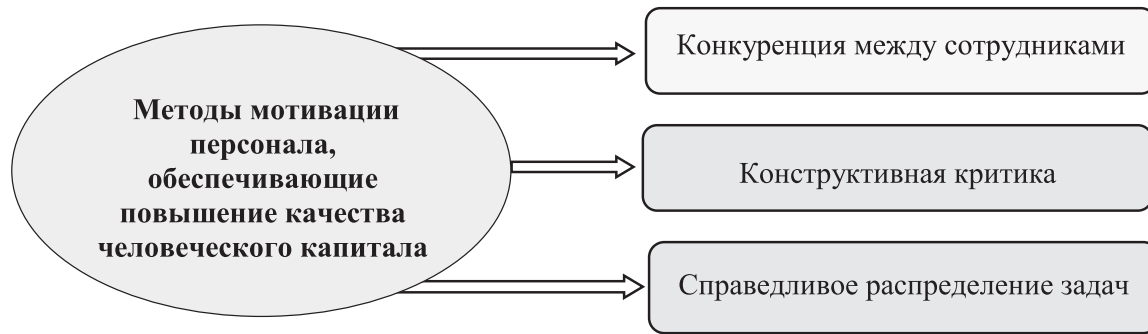 Методы мотивации
персонала,
обеспечивающие
повышение качества
человеческого капитала
Конкуренция между сотрудниками
Конструктивная критика
Справедливое распределение задач